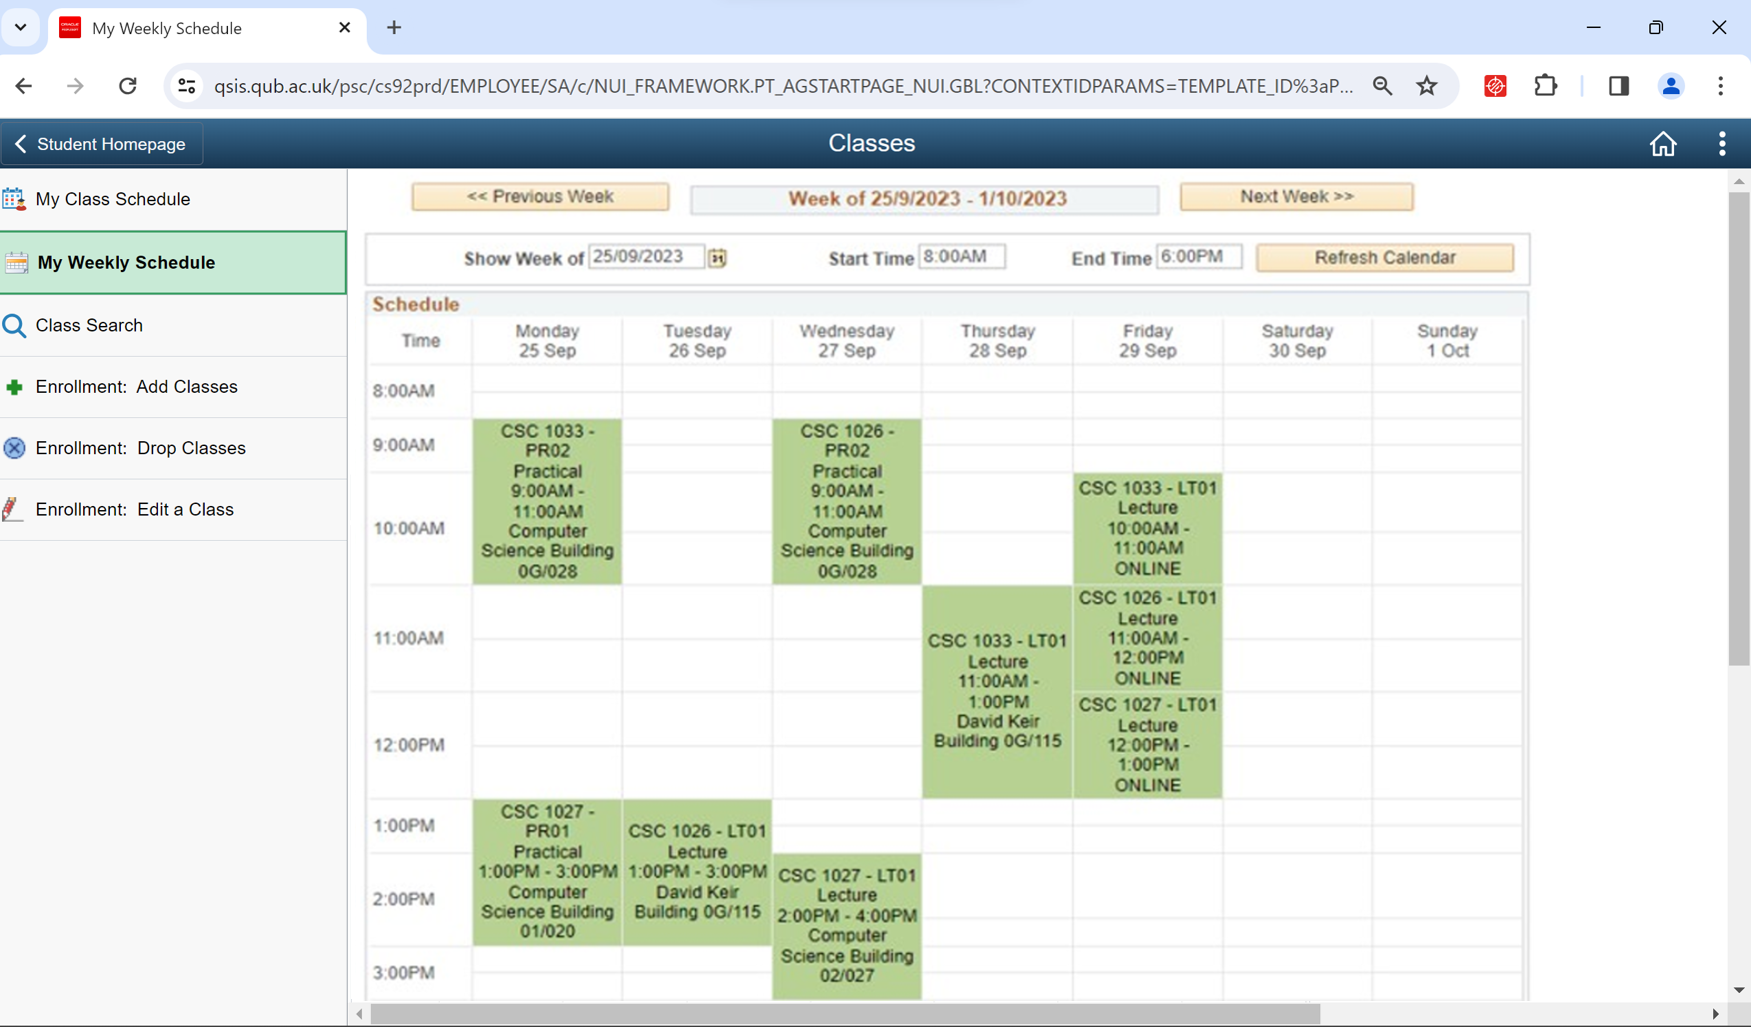 My Weekly Schedule
qsis.qub.ac.uk/psc/cs92prd/EMPLOYEE/SA/c/NUI_FRAMEWORK.PT_AGSTARTPAGE_NUI.GBL?CONTEXTIDPARAMS=TEMPLATE_ID%3aP...
Student Homepage
Classes
My Class Schedule
My Weekly Schedule
Class Search
Enrollment: Add Classes
Enrollment: Drop Classes
Enrollment: Edit a Class
<< Previous Week
Week of 25/9/2023 - 1/10/2023
Next Week >>
Show Week of 25/09/2023
31
Start Time 8:00AM
End Time 6:00PM
Refresh Calendar
Schedule
Time
Monday
25 Sep
Tuesday
26 Sep
Wednesday
27 Sep
Thursday
28 Sep
Friday
29 Sep
Saturday
30 Sep
Sunday
1 Oct
8:00AM
9:00AM
CSC 1033 -
PR02
Practical
9:00AM -
11:00AM
Computer
Science Building
0G/028
CSC 1026 -
PR02
Practical
9:00AM -
11:00AM
Computer
Science Building
0G/028
10:00AM
CSC 1033 - LT01
Lecture
10:00AM -
11:00AM
ONLINE
11:00AM
CSC 1033 - LT01
Lecture
11:00AM -
1:00PM
David Keir
Building 0G/115
CSC 1026 - LT01
Lecture
11:00AM -
12:00PM
ONLINE
12:00PM
CSC 1027 - LT01
Lecture
12:00PM -
1:00PM
ONLINE
1:00PM
CSC 1027 -
PR01
Practical
1:00PM - 3:00PM
Computer
Science Building
01/020
CSC 1026 - LT01
Lecture
1:00PM - 3:00PM
David Keir
Building 0G/115
2:00PM
CSC 1027 - LT01
Lecture
2:00PM - 4:00PM
Computer
Science Building
02/027
3:00PM